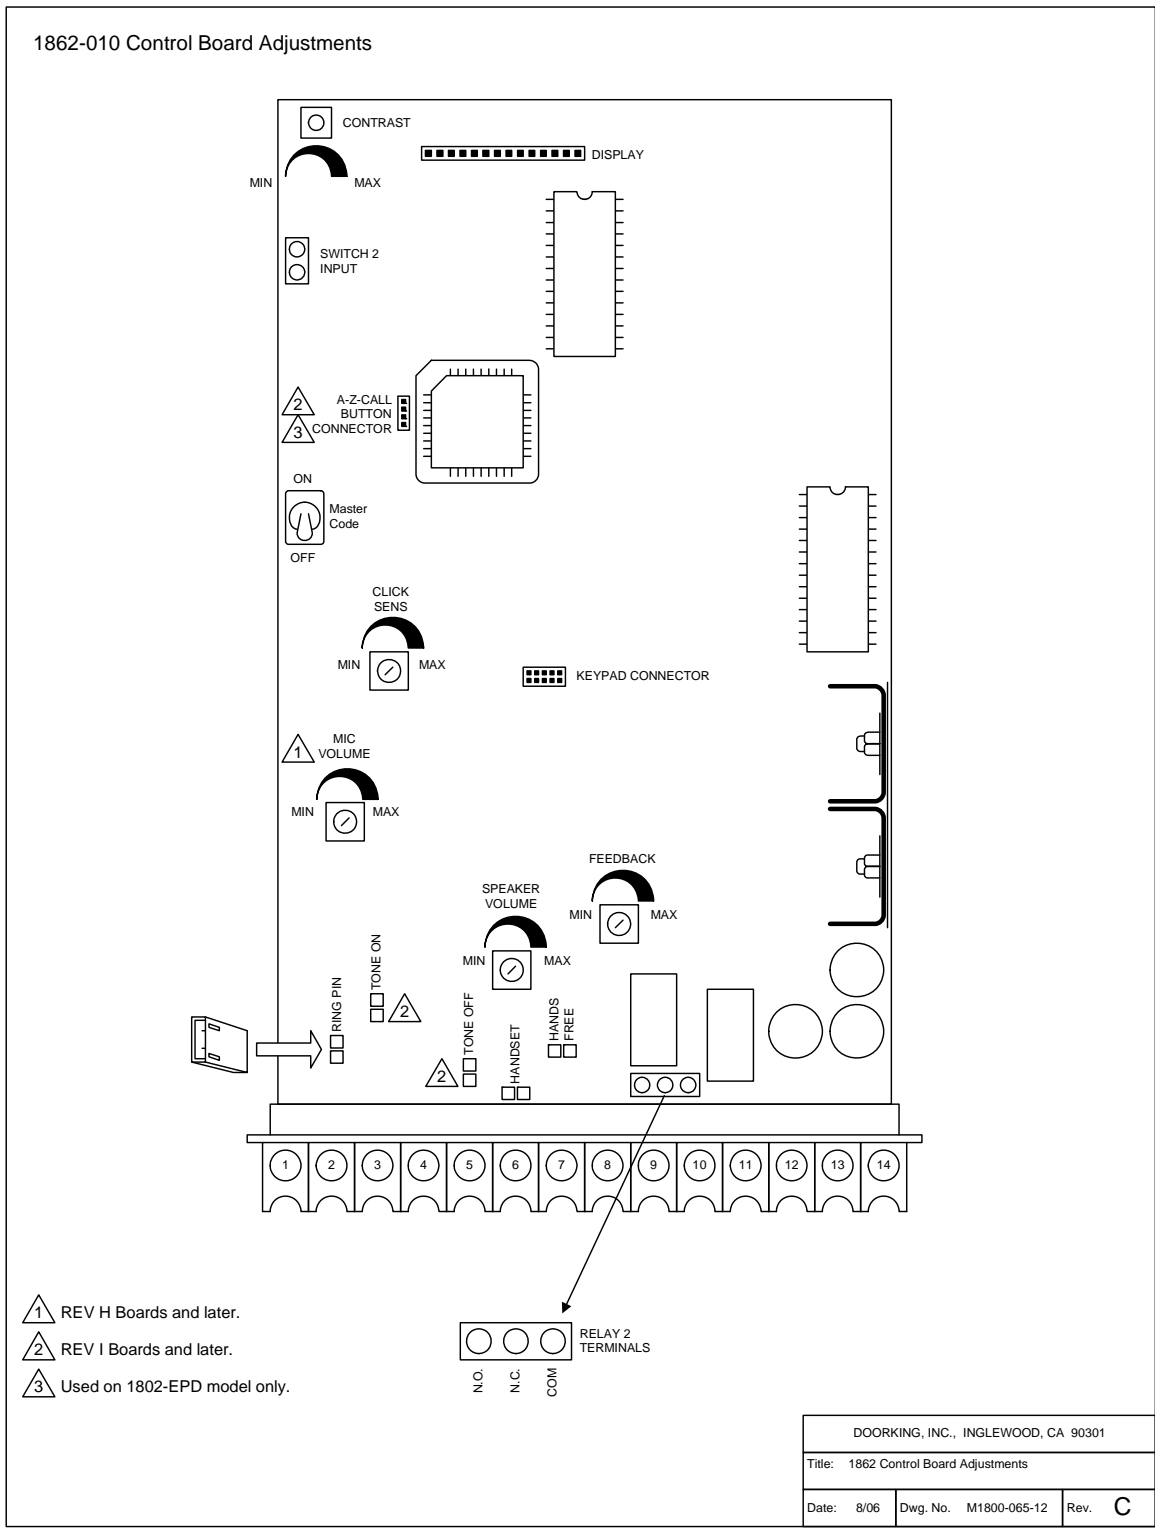 1862-010 Control Board Adjustments
CONTRAST
MIN
MAX
DISPLAY
SWITCH 2
INPUT
2
3
A-Z-CALL
BUTTON
CONNECTOR
ON
Master
Code
OFF
CLICK
SENS
MIN
MAX
KEYPAD CONNECTOR
1
MIC
VOLUME
MIN
MAX
FEEDBACK
MIN
MAX
SPEAKER
VOLUME
MIN
MAX
RING PIN
TONE ON
2
TONE OFF
2
HANDSET
HANDS
FREE
1 2 3 4 5 6 7 8 9 10 11 12 13 14
1 REV H Boards and later.
2 REV I Boards and later.
3 Used on 1802-EPD model only.
RELAY 2
TERMINALS
N.O.
N.C.
COM
DOORKING, INC., INGLEWOOD, CA 90301
Title: 1862 Control Board Adjustments
Date: 8/06 Dwg. No. M1800-065-12 Rev. C